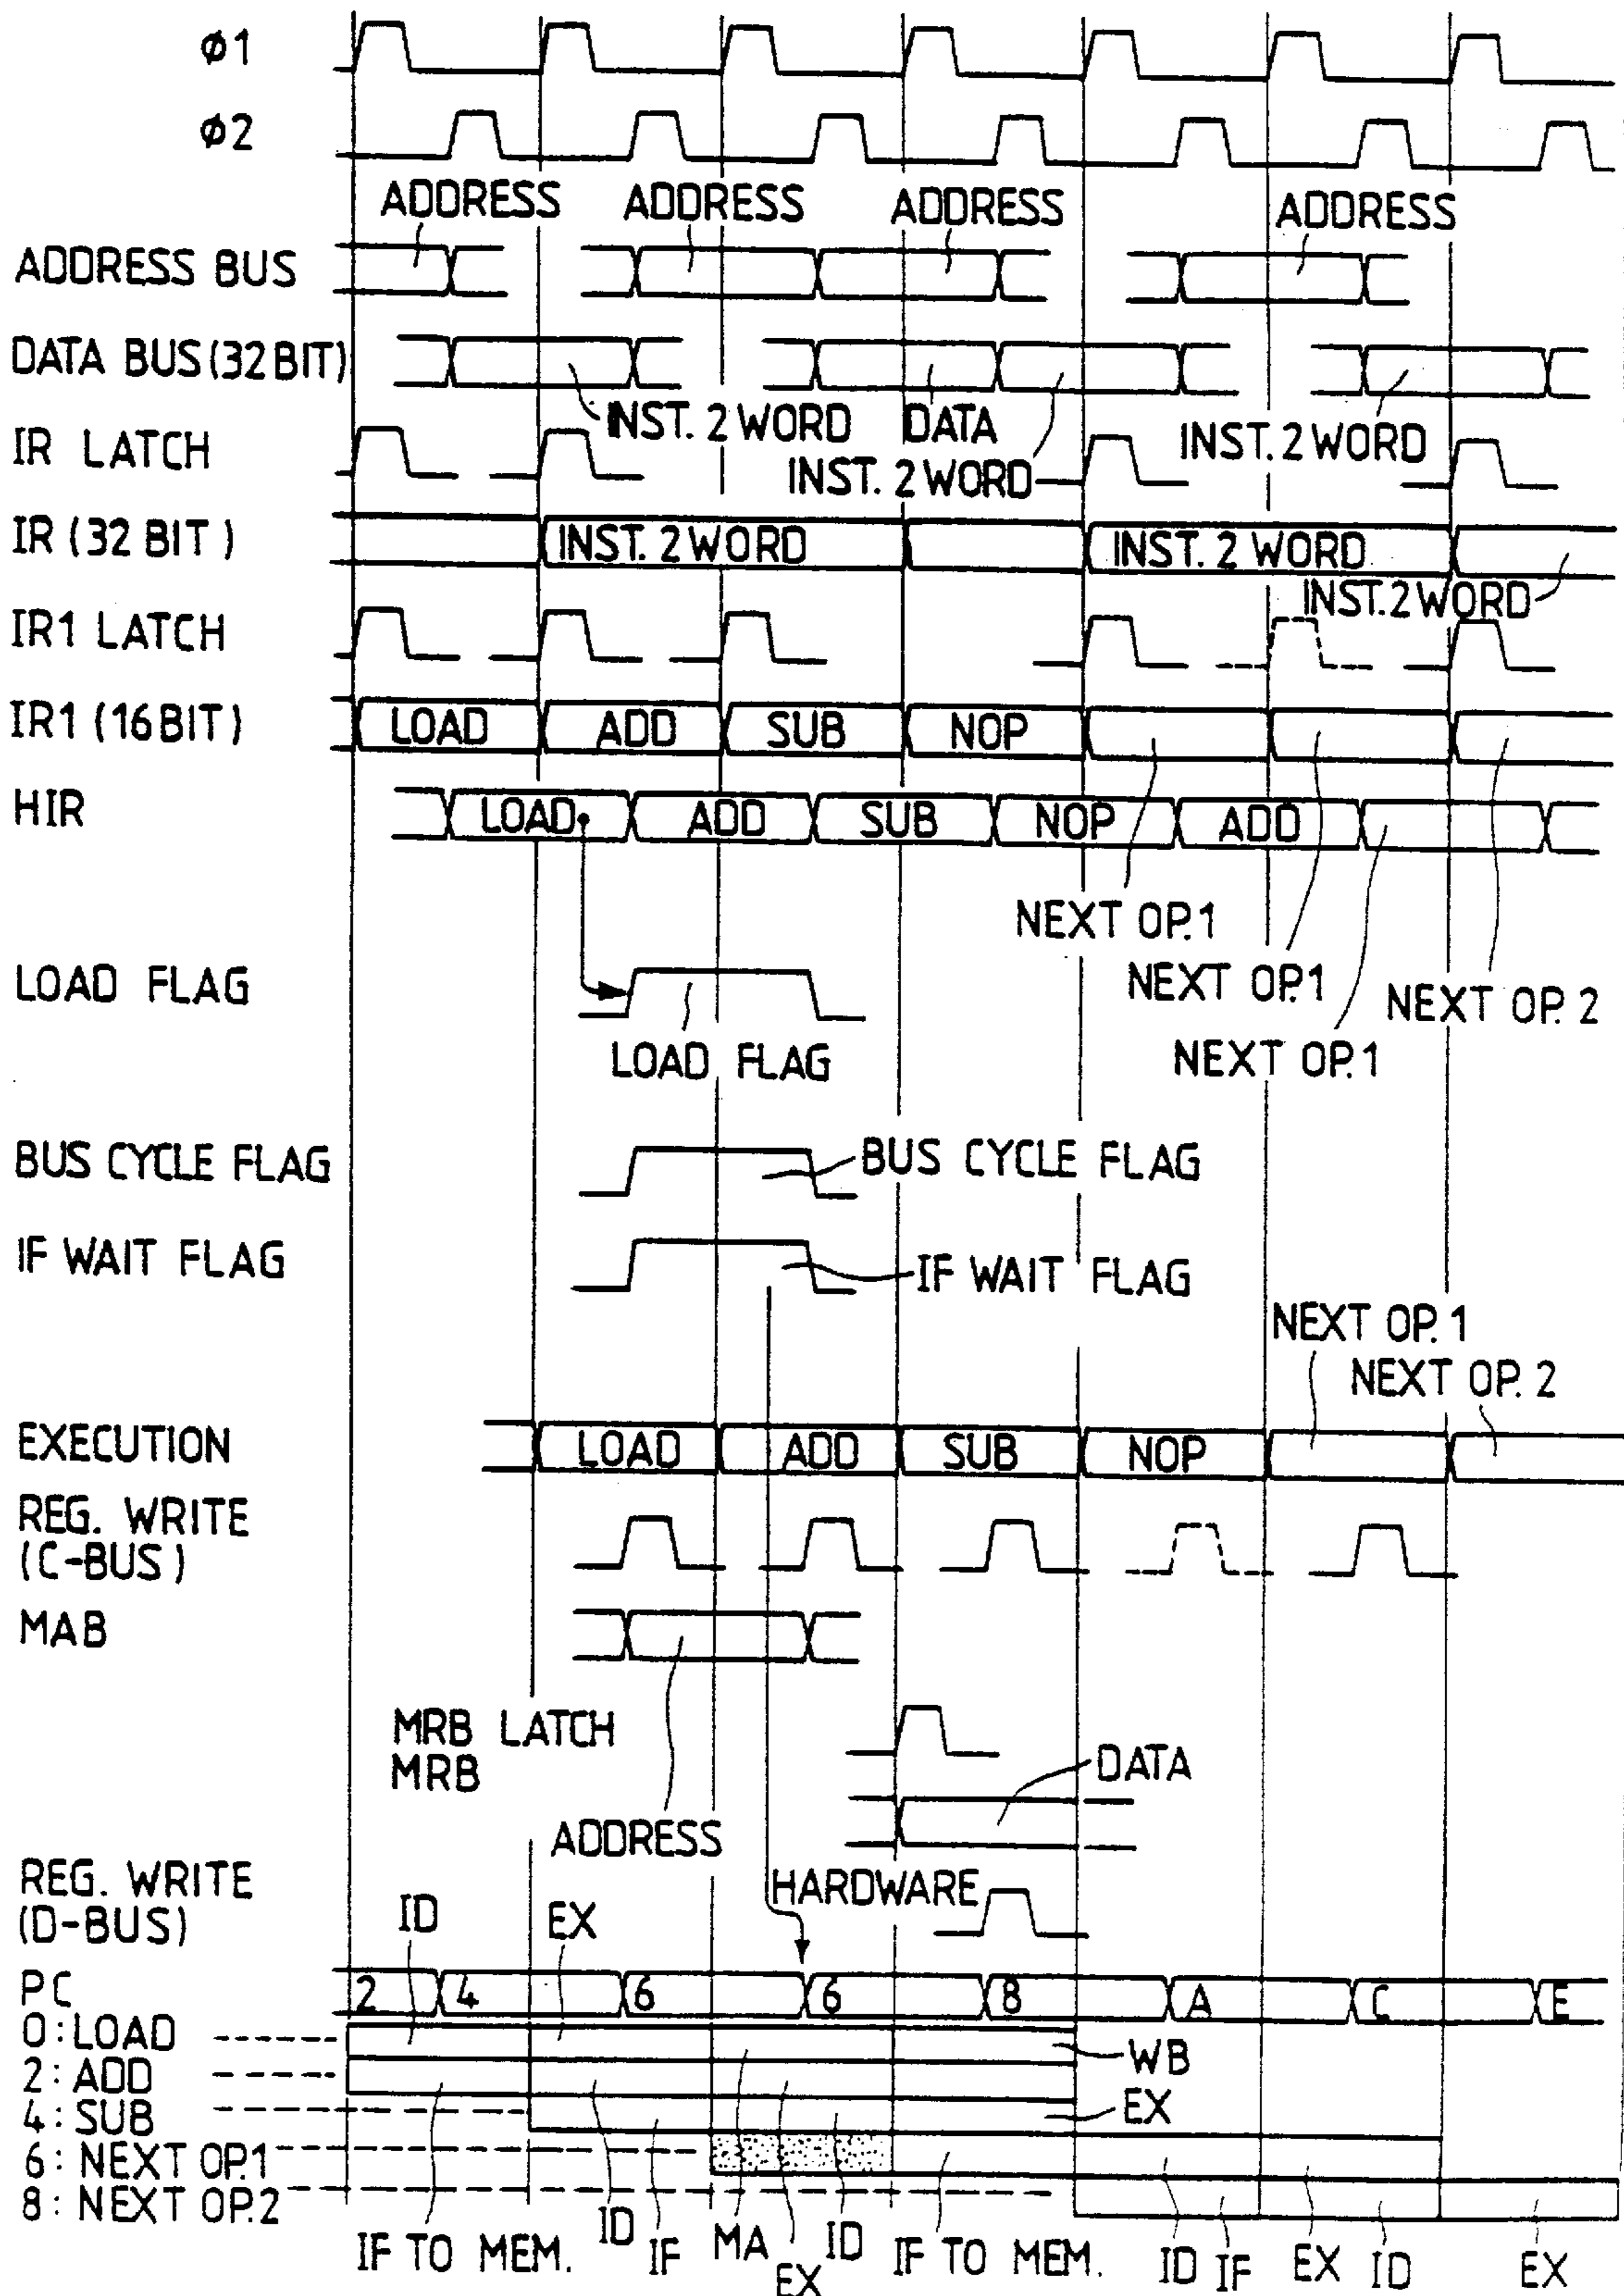 φ1
φ2
ADDRESS ADDRESS ADDRESS ADDRESS
ADDRESS BUS
DATA BUS (32 BIT)
INST. 2 WORD DATA
INST. 2 WORD
IR LATCH
INST. 2 WORD
IR (32 BIT) INST. 2 WORD INST. 2 WORD
INST. 2 WORD
IR1 LATCH
IR1 (16 BIT) LOAD ADD SUB NOP
HIR LOAD ADD SUB NOP ADD
NEXT OP.1
NEXT OP.1
NEXT OP. 2
NEXT OP.1
LOAD FLAG
LOAD FLAG
BUS CYCLE FLAG BUS CYCLE FLAG
IF WAIT FLAG IF WAIT FLAG
NEXT OP. 1
NEXT OP. 2
EXECUTION LOAD ADD SUB NOP
REG. WRITE
(C-BUS)
MAB
MRB LATCH
MRB
DATA
ADDRESS
REG. WRITE
(D-BUS)
HARDWARE
ID EX
PC 2 4 6 6 8 A C E
0: LOAD
WB
2: ADD
4: SUB EX
6: NEXT OP.1
8: NEXT OP.2
IF TO MEM. ID IF MA EX ID IF TO MEM. ID IF EX ID EX